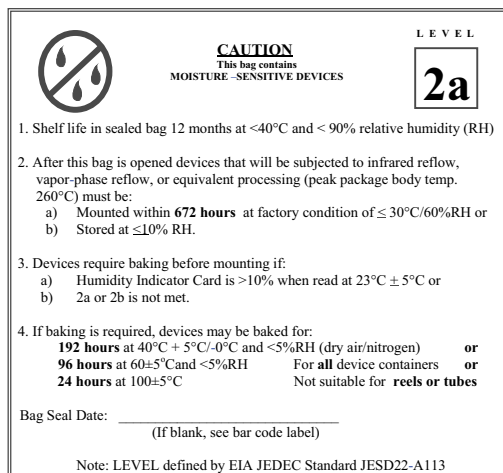 LEVEL
CAUTION
This bag contains
MOISTURE –SENSITIVE DEVICES
2a
1. Shelf life in sealed bag 12 months at <40°C and < 90% relative humidity (RH)
2. After this bag is opened devices that will be subjected to infrared reflow,
vapor-phase reflow, or equivalent processing (peak package body temp.
260°C) must be:
a) Mounted within 672 hours at factory condition of ≤ 30°C/60%RH or
b) Stored at ≤10% RH.
3. Devices require baking before mounting if:
a) Humidity Indicator Card is >10% when read at 23°C ± 5°C or
b) 2a or 2b is not met.
4. If baking is required, devices may be baked for:
192 hours at 40°C + 5°C/-0°C and <5%RH (dry air/nitrogen) or
96 hours at 60±5°Cand <5%RH For all device containers or
24 hours at 100±5°C Not suitable for reels or tubes
Bag Seal Date: ________________________________
(If blank, see bar code label)
Note: LEVEL defined by EIA JEDEC Standard JESD22-A113